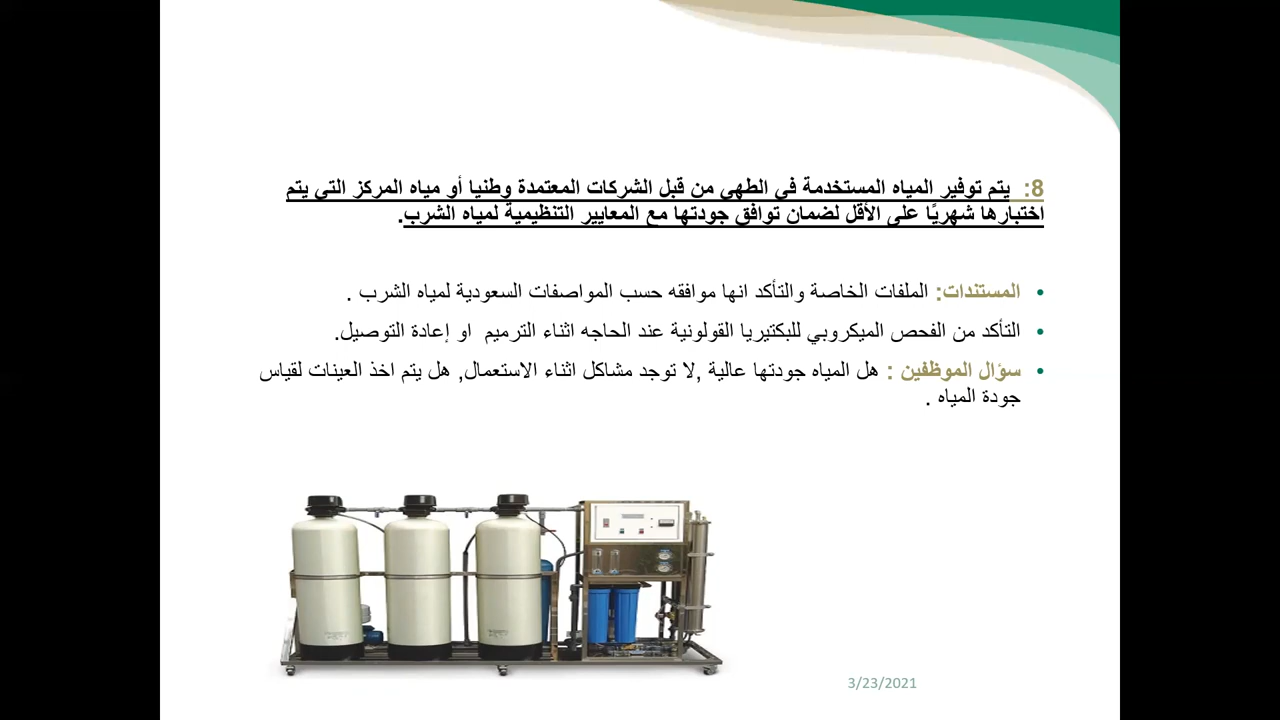 8: يتم توفير المياه المستخدمة في الطهي من قبل الشركات المعتمدة وطنيا أو مياه المركز التي يتم
اختبارها شهريًا على الأقل لضمان توافق جودتها مع المعايير التنظيمية لمياه الشرب.
• المستندات: الملفات الخاصة والتأكد انها موافقه حسب المواصفات السعودية لمياه الشرب .
• التأكد من الفحص الميكروبي للبكتيريا القولونية عند الحاجه اثناء الترميم او إعادة التوصيل.
• سؤال الموظفين : هل المياه جودتها عالية ,لا توجد مشاكل اثناء الاستعمال, هل يتم اخذ العينات لقياس
جودة المياه .
3/23/2021